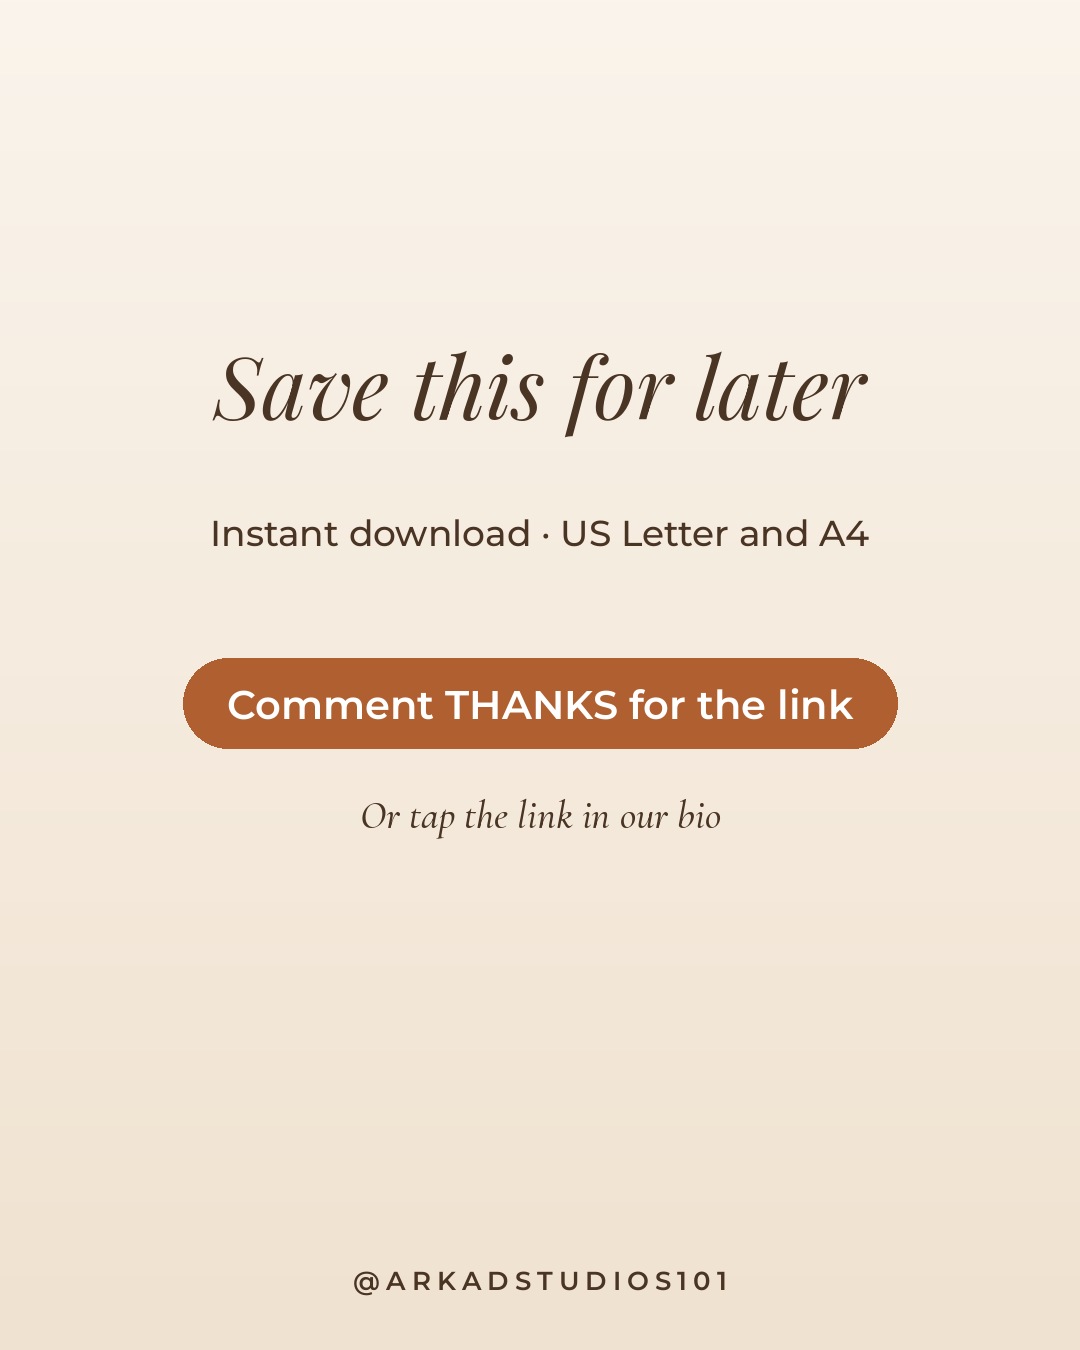 Save this for later
Instant download · US Letter and A4
Comment THANKS for the link
Or tap the link in our bio
@ARKADSTUDIOS101